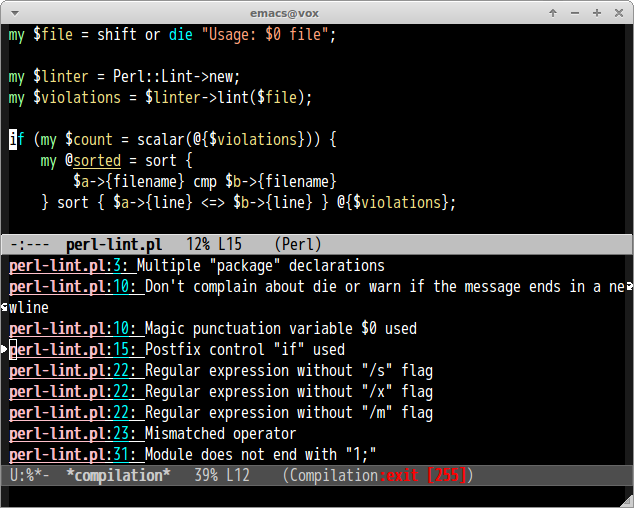 emacs@vox
my $file = shift or die "Usage: $0 file";
my $linter = Perl::Lint->new;
my $violations = $linter->lint($file);
if (my $count = scalar(@{$violations})) {
my @sorted = sort {
$a->{filename} cmp $b->{filename}
} sort { $a->{line} <=> $b->{line} } @{$violations};
-:--- perl-lint.pl 12% L15 (Perl)
perl-lint.pl:3: Multiple "package" declarations
perl-lint.pl:10: Don't complain about die or warn if the message ends in a ne
wline
perl-lint.pl:10: Magic punctuation variable $0 used
perl-lint.pl:15: Postfix control "if" used
perl-lint.pl:22: Regular expression without "/s" flag
perl-lint.pl:22: Regular expression without "/x" flag
perl-lint.pl:22: Regular expression without "/m" flag
perl-lint.pl:23: Mismatched operator
perl-lint.pl:31: Module does not end with "1;"
U:%*- *compilation* 39% L12 (Compilation:exit [255])